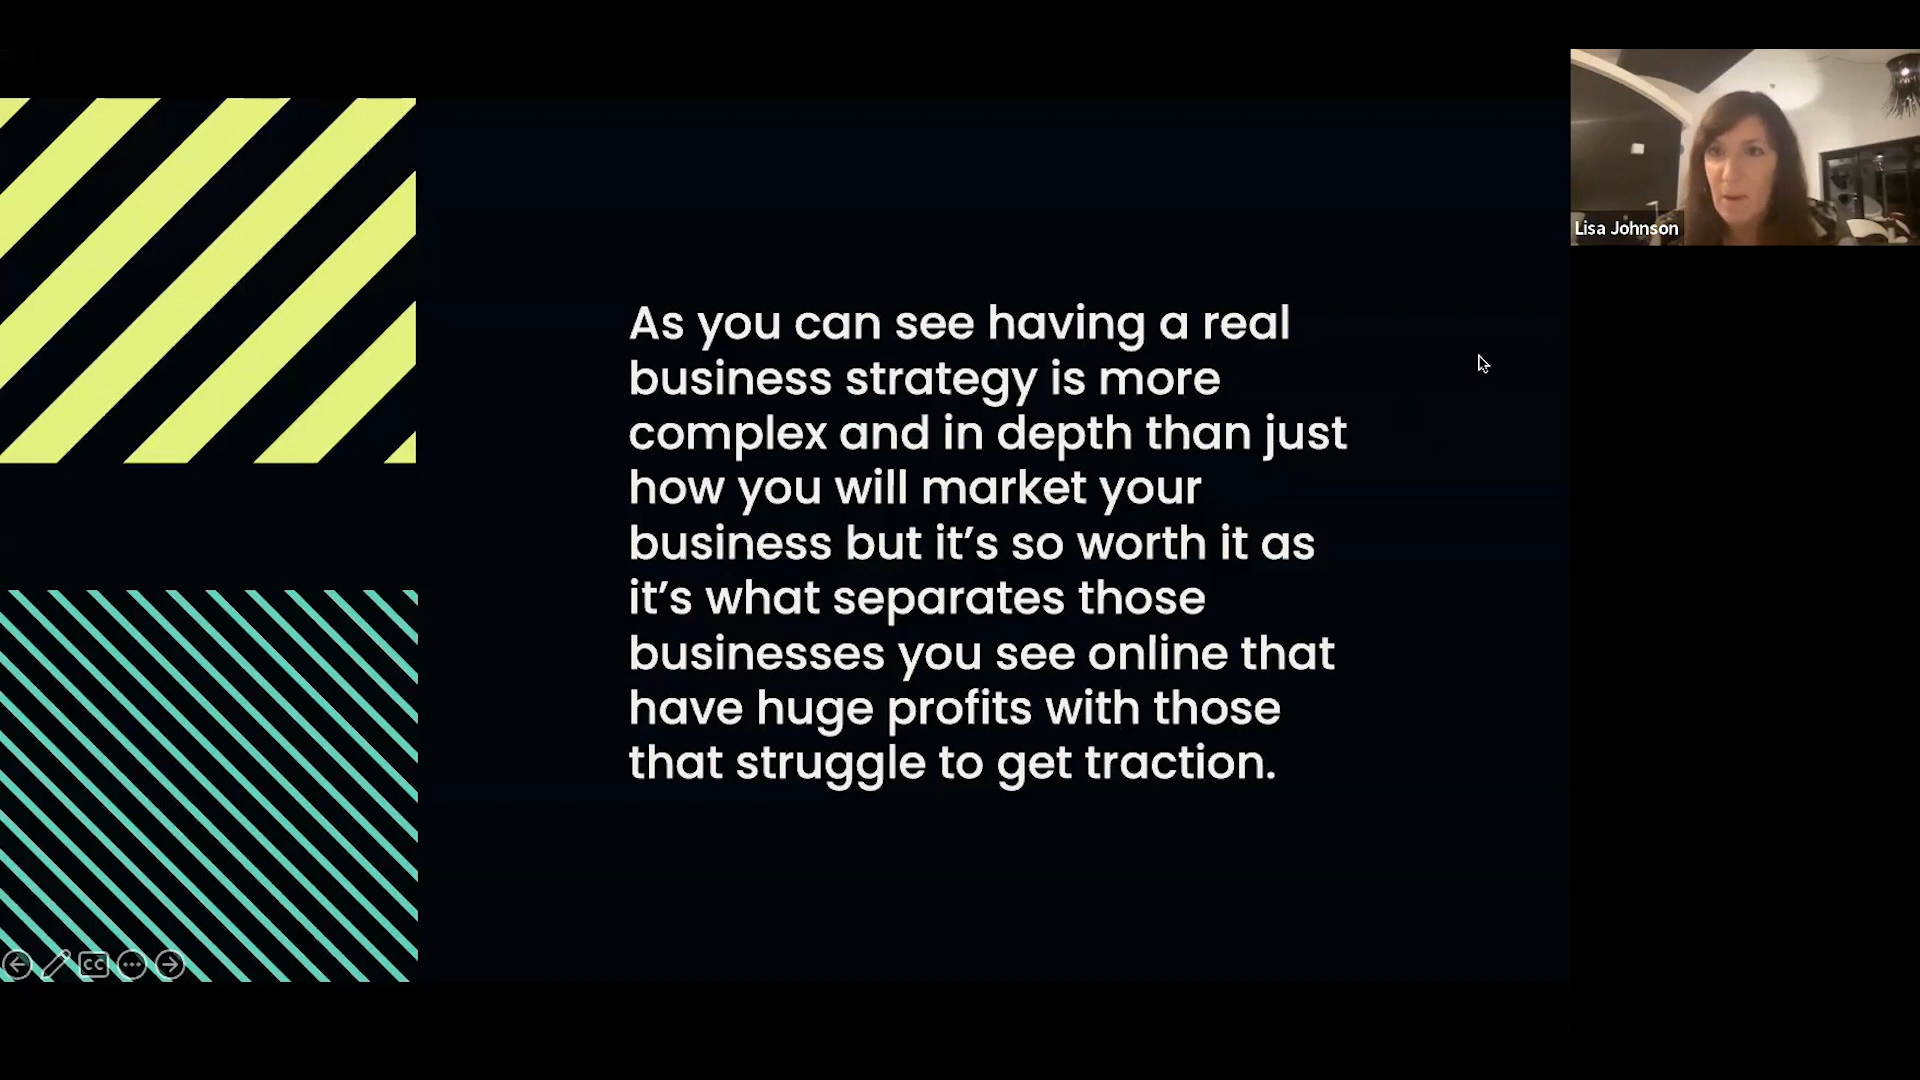 As you can see having a real
business strategy is more
complex and in depth than just
how you will market your
business but it’s so worth it as
it’s what separates those
businesses you see online that
have huge profits with those
that struggle to get traction.
Lisa Johnson
CC